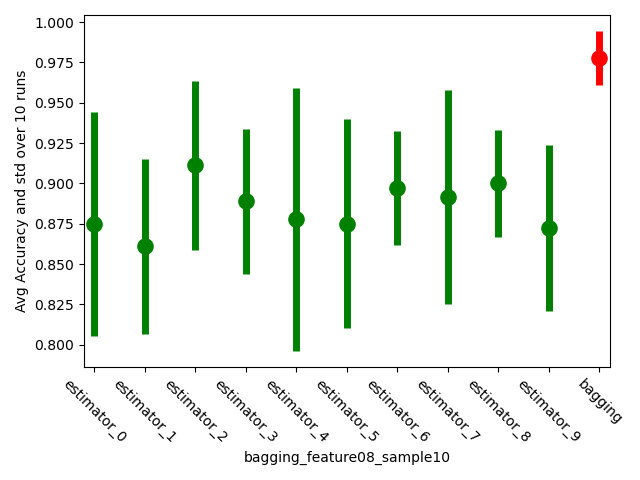 Avg Accuracy and std over 10 runs
1.000
0.975
0.950
0.925
0.900
0.875
0.850
0.825
0.800
estimator_0
estimator_1
estimator_2
estimator_3
estimator_4
estimator_5
estimator_6
estimator_7
estimator_8
estimator_9
bagging
bagging_feature08_sample10